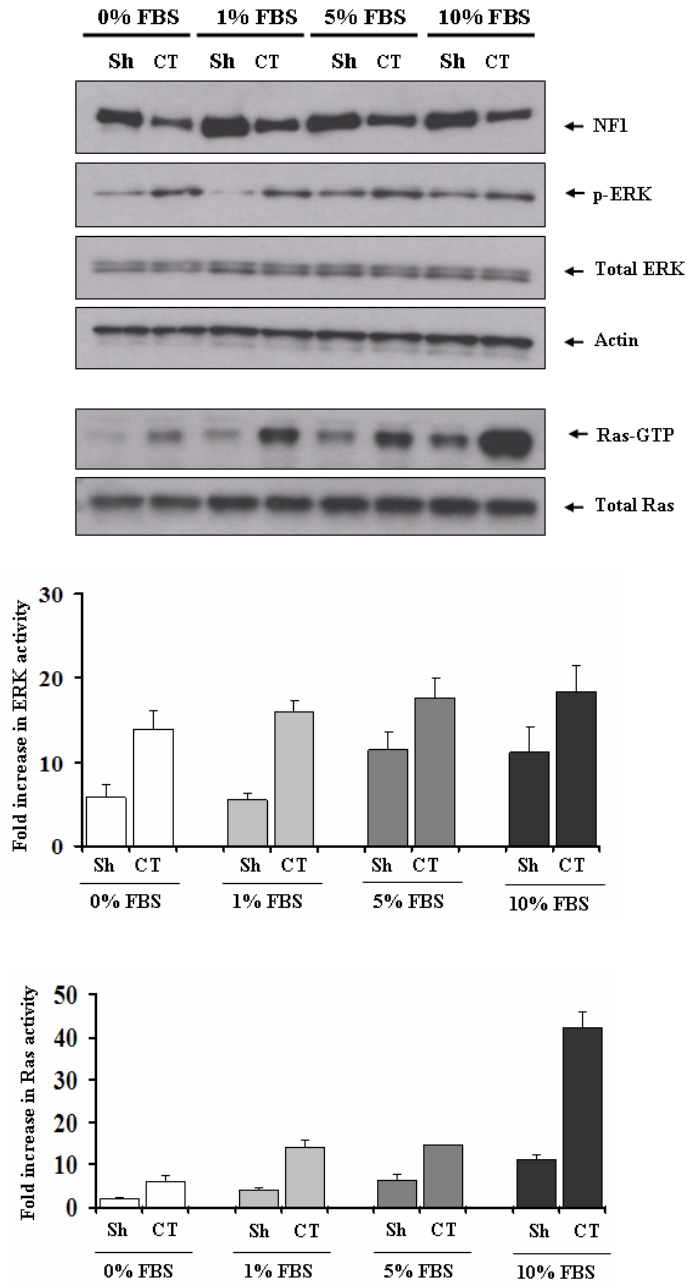 0% FBS 1% FBS 5% FBS 10% FBS
Sh CT Sh CT Sh CT Sh CT
NF1
p-ERK
Total ERK
Actin
Ras-GTP
Total Ras
Fold increase in ERK activity
30
20
10
0
Sh CT Sh CT Sh CT Sh CT
0% FBS 1% FBS 5% FBS 10% FBS
Fold increase in Ras activity
50
40
30
20
10
0
Sh CT Sh CT Sh CT Sh CT
0% FBS 1% FBS 5% FBS 10% FBS